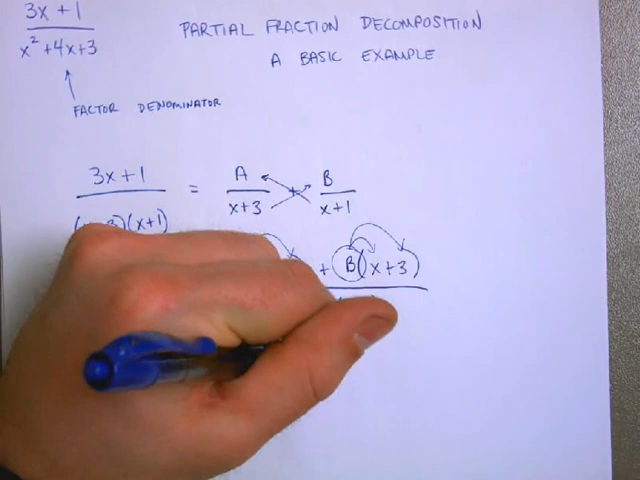 3x + 1
x² + 4x + 3
PARTIAL FRACTION DECOMPOSITION
A BASIC EXAMPLE
FACTOR DENOMINATOR
3x + 1 = A + B
(x+1) x+3 x+1
+ B(x+3)